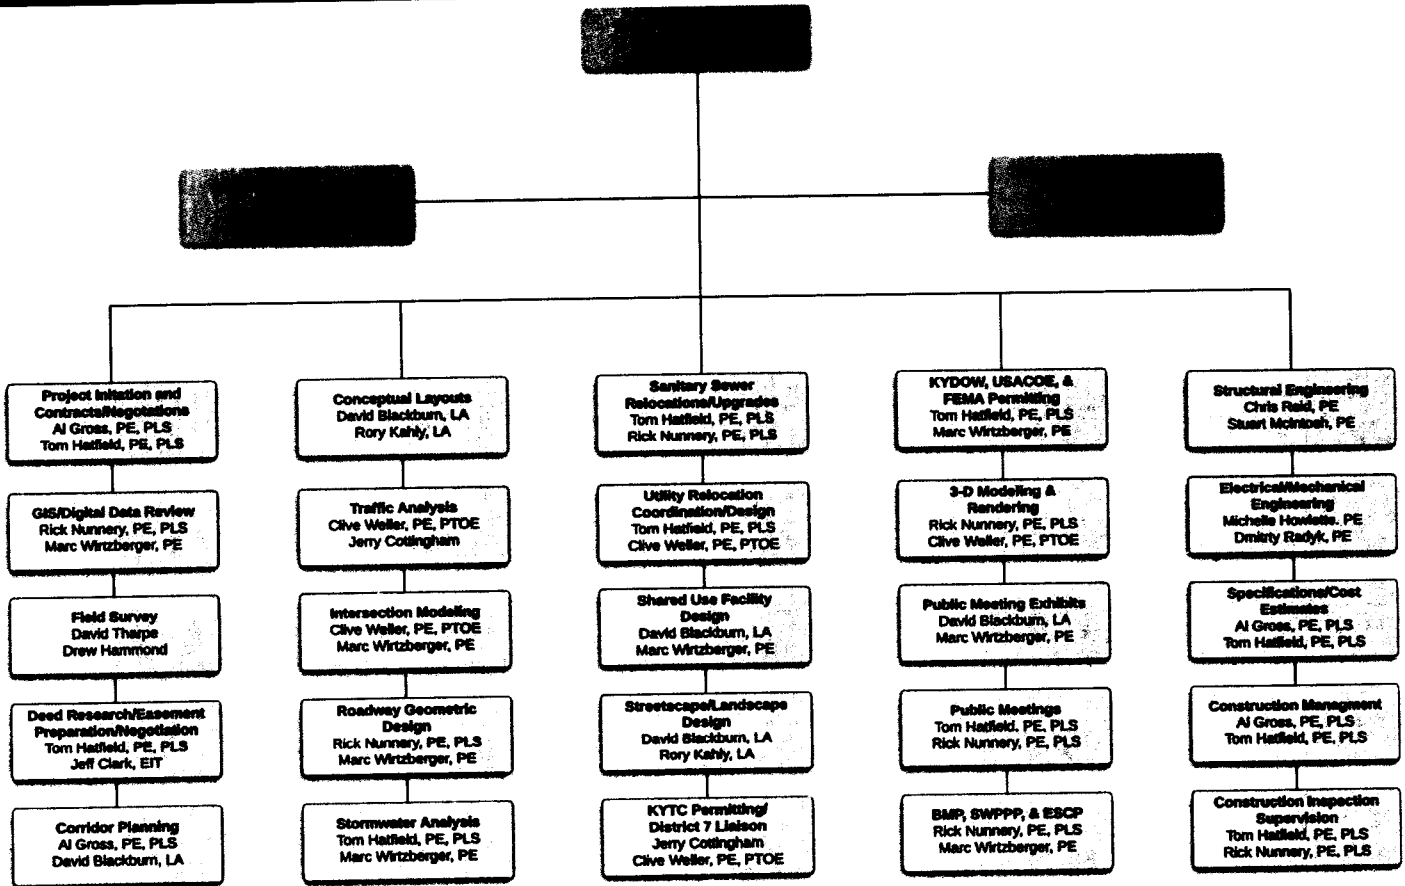 Project Initation and
Contracts/Negotations
Al Gross, PE, PLS
Tom Hatfield, PE, PLS
GIS/Digital Data Review
Rick Nunnery, PE, PLS
Marc Wirtzberger, PE
Field Survey
David Tharpe
Drew Hammond
Deed Research/Easement
Preparation/Negotiation
Tom Hatfield, PE, PLS
Jeff Clark, EIT
Corridor Planning
Al Gross, PE, PLS
David Blackburn, LA
Conceptual Layouts
David Blackburn, LA
Rory Kahly, LA
Traffic Analysis
Clive Weller, PE, PTOE
Jerry Cottingham
Intersection Modeling
Clive Weller, PE, PTOE
Marc Wirtzberger, PE
Roadway Geometric
Design
Rick Nunnery, PE, PLS
Marc Wirtzberger, PE
Stormwater Analysis
Tom Hatfield, PE, PLS
Marc Wirtzberger, PE
Sanitary Sewer
Relocations/Upgrades
Tom Hatfield, PE, PLS
Rick Nunnery, PE, PLS
Utility Relocation
Coordination/Design
Tom Hatfield, PE, PLS
Clive Weller, PE, PTOE
Shared Use Facility
Design
David Blackburn, LA
Marc Wirtzberger, PE
Streetscape/Landscape
Design
David Blackburn, LA
Rory Kahly, LA
KYTC Permitting/
District 7 Liaison
Jerry Cottingham
Clive Weller, PE, PTOE
KYDOW, USACOE, &
FEMA Permitting
Tom Hatfield, PE, PLS
Marc Wirtzberger, PE
3-D Modeling &
Rendering
Rick Nunnery, PE, PLS
Clive Weller, PE, PTOE
Public Meeting Exhibits
David Blackburn, LA
Marc Wirtzberger, PE
Public Meetings
Tom Hatfield, PE, PLS
Rick Nunnery, PE, PLS
BMP, SWPPP, & ESCP
Rick Nunnery, PE, PLS
Marc Wirtzberger, PE
Structural Engineering
Chris Reid, PE
Stuart McIntosh, PE
Electrical/Mechanical
Engineering
Michelle Howlette, PE
Dmitrty Radyk, PE
Specifications/Cost
Estimates
Al Gross, PE, PLS
Tom Hatfield, PE, PLS
Construction Managment
Al Gross, PE, PLS
Tom Hatfield, PE, PLS
Construction Inspection
Supervision
Tom Hatfield, PE, PLS
Rick Nunnery, PE, PLS